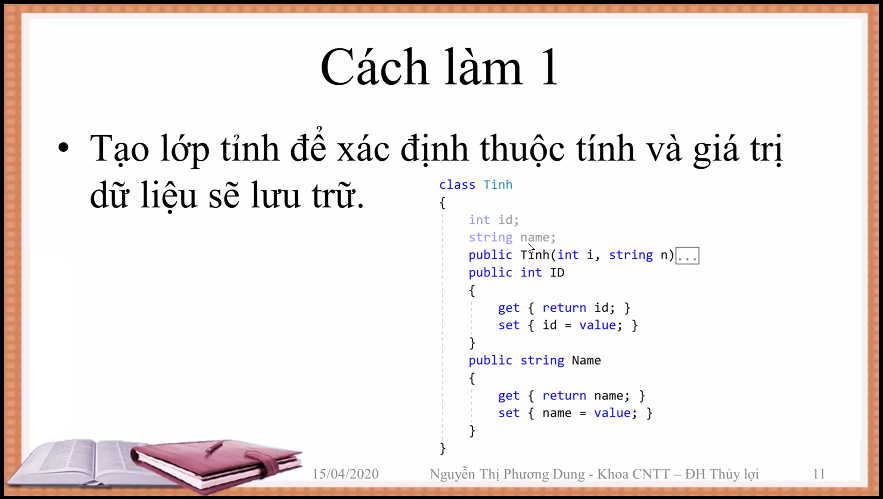 Cách làm 1
• Tạo lớp tỉnh để xác định thuộc tính và giá trị
dữ liệu sẽ lưu trữ.
class Tinh
{
int id;
string name;
public Tinh(int i, string n)...
public int ID
{
get { return id; }
set { id = value; }
}
public string Name
{
get { return name; }
set { name = value; }
}
}
15/04/2020 Nguyễn Thị Phương Dung - Khoa CNTT – ĐH Thủy lợi 11